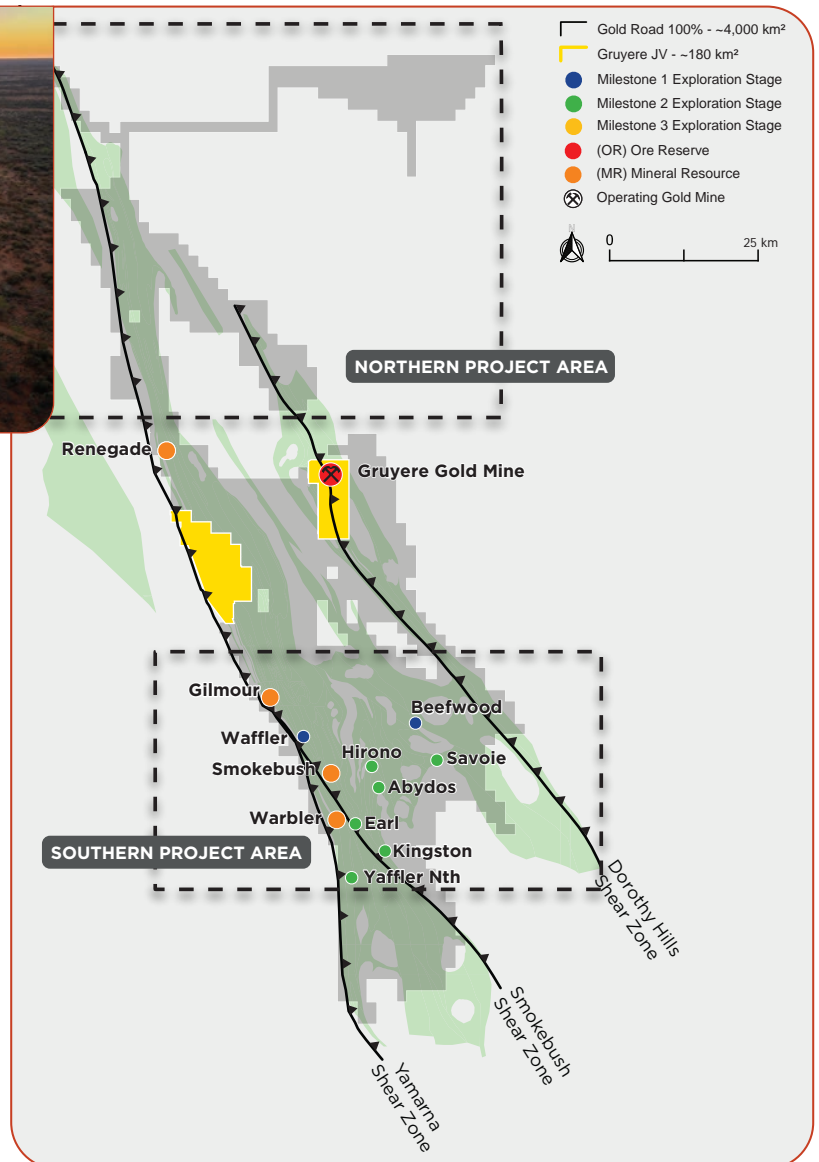 Gold Road 100% - ~4,000 km²
Gruyere JV - ~180 km²
Milestone 1 Exploration Stage
Milestone 2 Exploration Stage
Milestone 3 Exploration Stage
(OR) Ore Reserve
(MR) Mineral Resource
Operating Gold Mine
N
0
25 km
NORTHERN PROJECT AREA
Renegade
Gruyere Gold Mine
Gilmour
Beefwood
Waffler
Hirono
Savoie
Smokebush
Abydos
Warbler
Earl
SOUTHERN PROJECT AREA
Kingston
Yaffler Nth
Dorothy Hills
Shear Zone
Smokebush
Shear Zone
Yamarna
Shear Zone